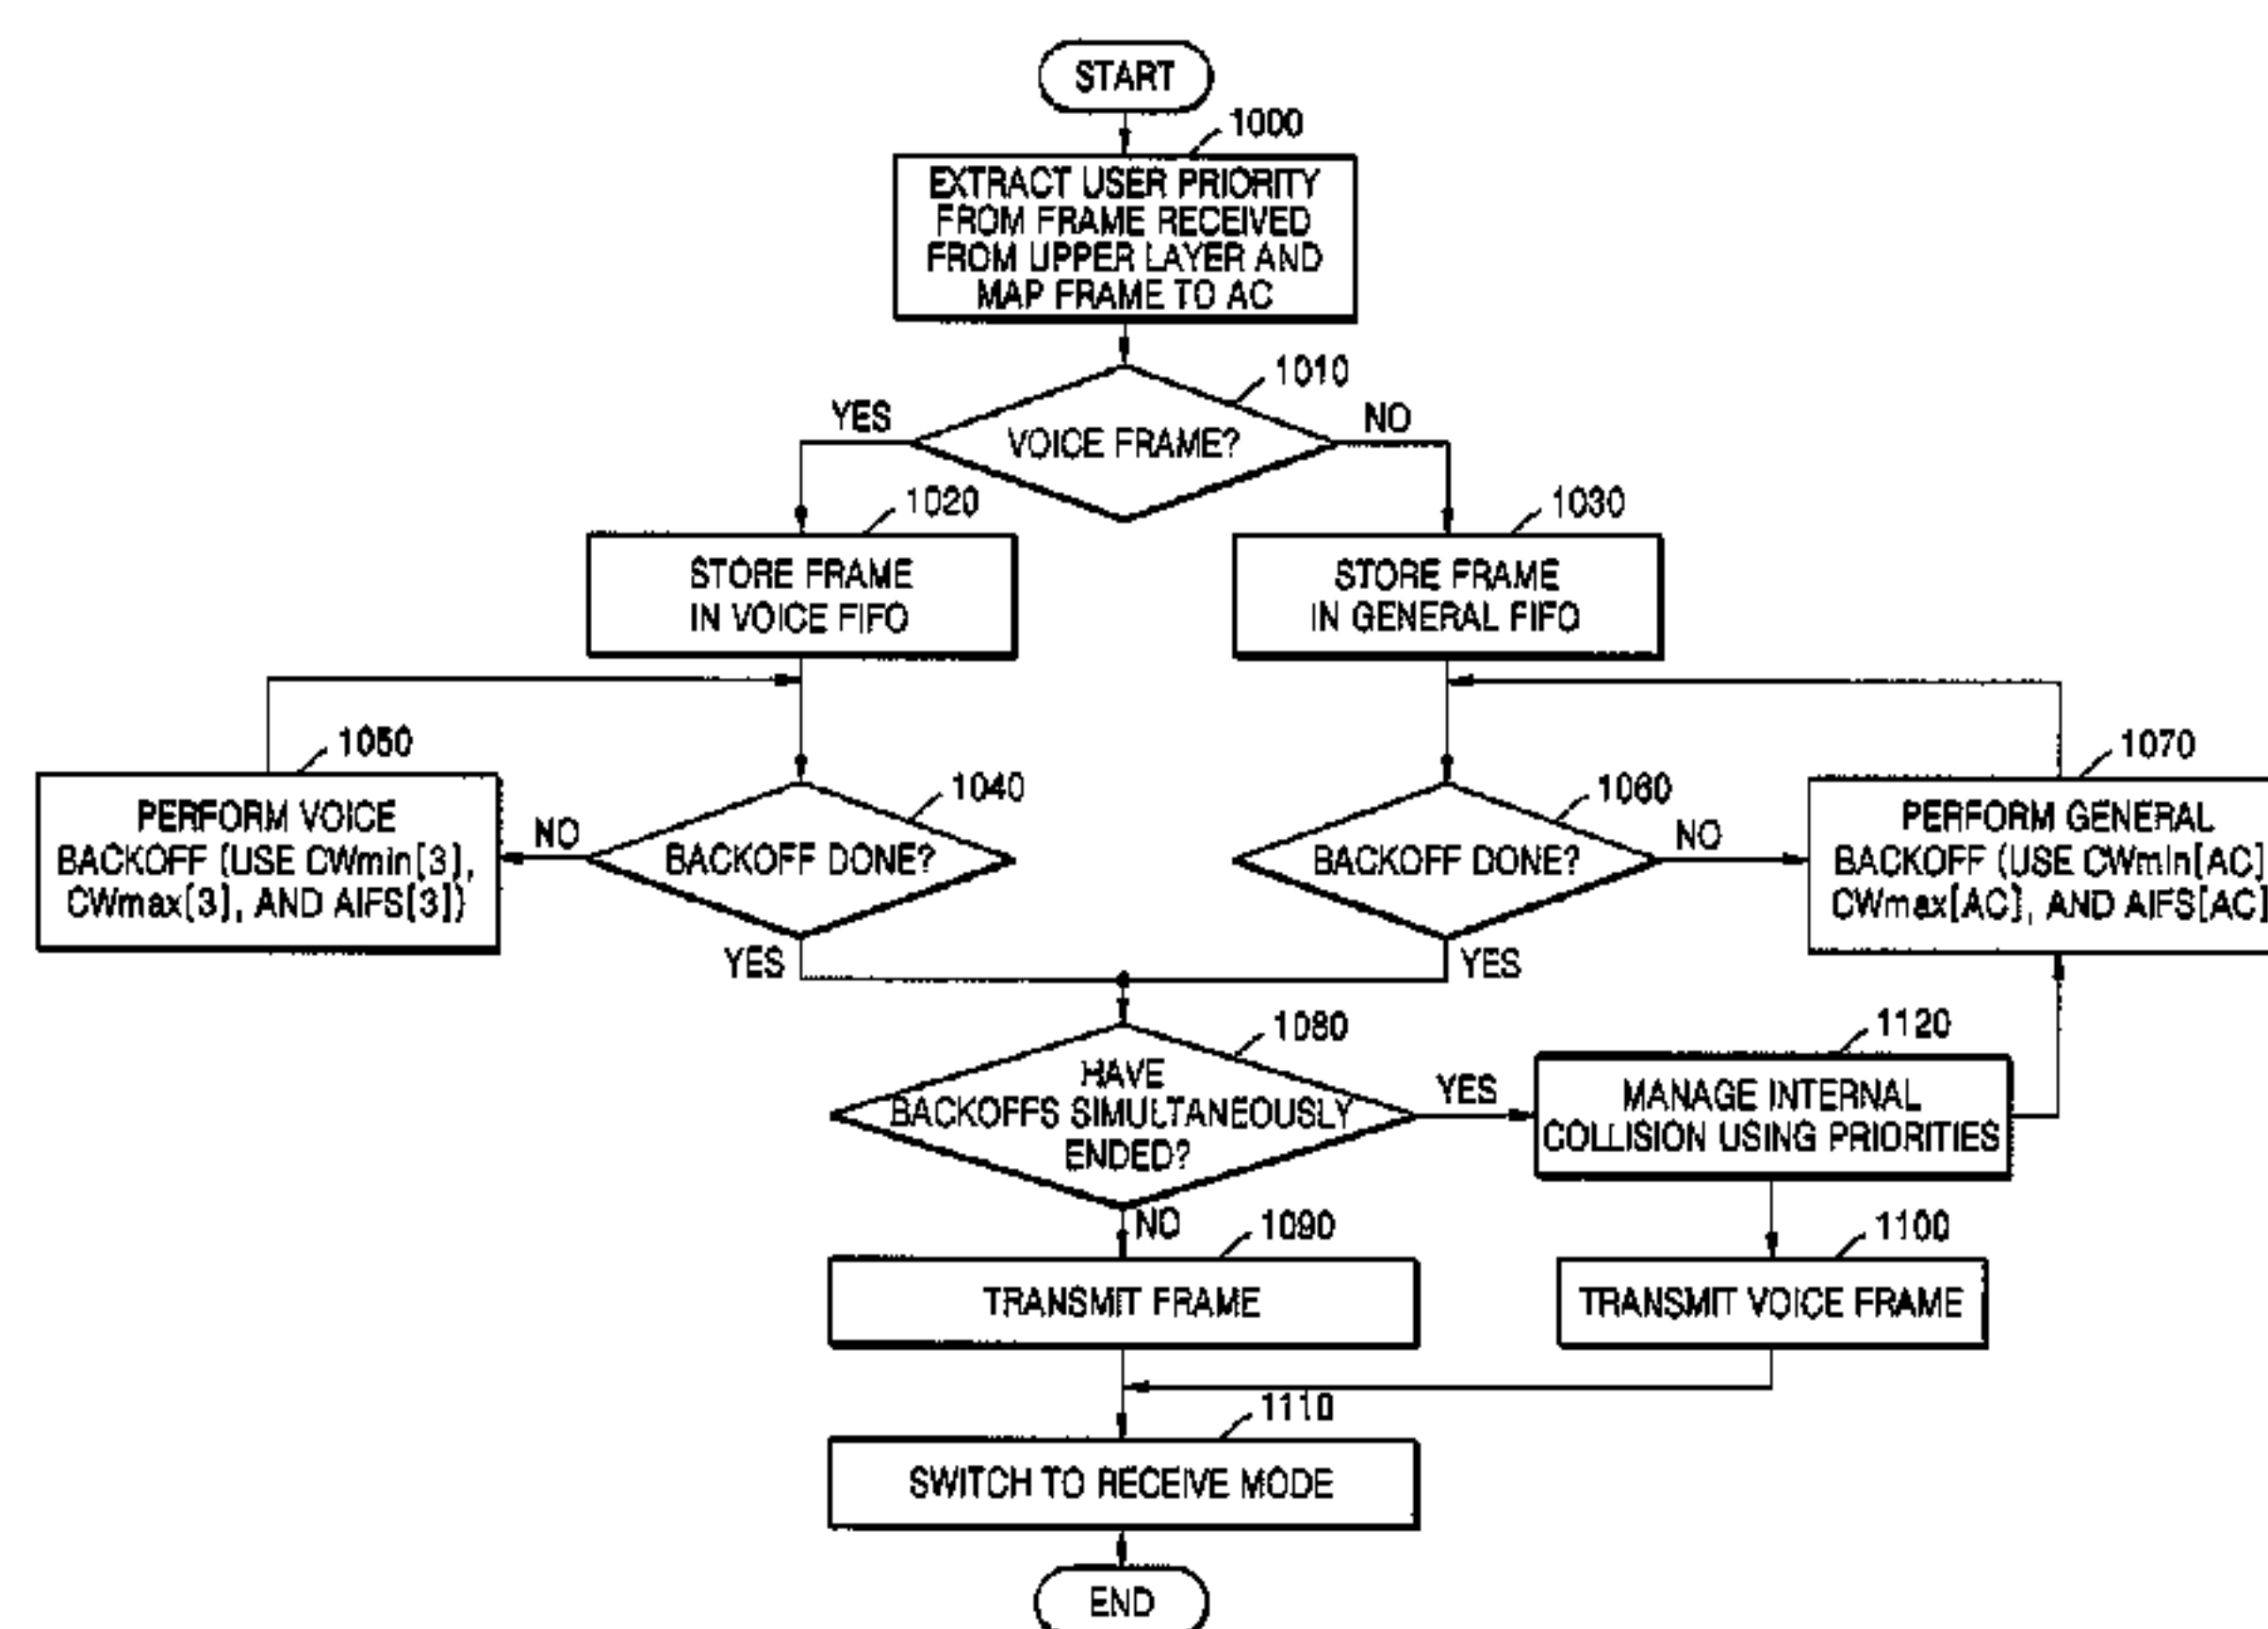 START
1000
EXTRACT USER PRIORITY
FROM FRAME RECEIVED
FROM UPPER LAYER AND
MAP FRAME TO AC
1010
YES
VOICE FRAME?
NO
1020
1030
STORE FRAME
IN VOICE FIFO
STORE FRAME
IN GENERAL FIFO
1050
1040
1060
1070
PERFORM VOICE
BACKOFF (USE CWmin[3],
CWmax[3], AND AIFS[3])
NO
BACKOFF DONE?
BACKOFF DONE?
NO
PERFORM GENERAL
BACKOFF (USE CWmin[AC]
CWmax[AC], AND AIFS[AC]
YES
YES
1080
1120
HAVE
BACKOFFS SIMULTANEOUSLY
ENDED?
YES
MANAGE INTERNAL
COLLISION USING PRIORITIES
NO
1090
1100
TRANSMIT FRAME
TRANSMIT VOICE FRAME
1110
SWITCH TO RECEIVE MODE
END